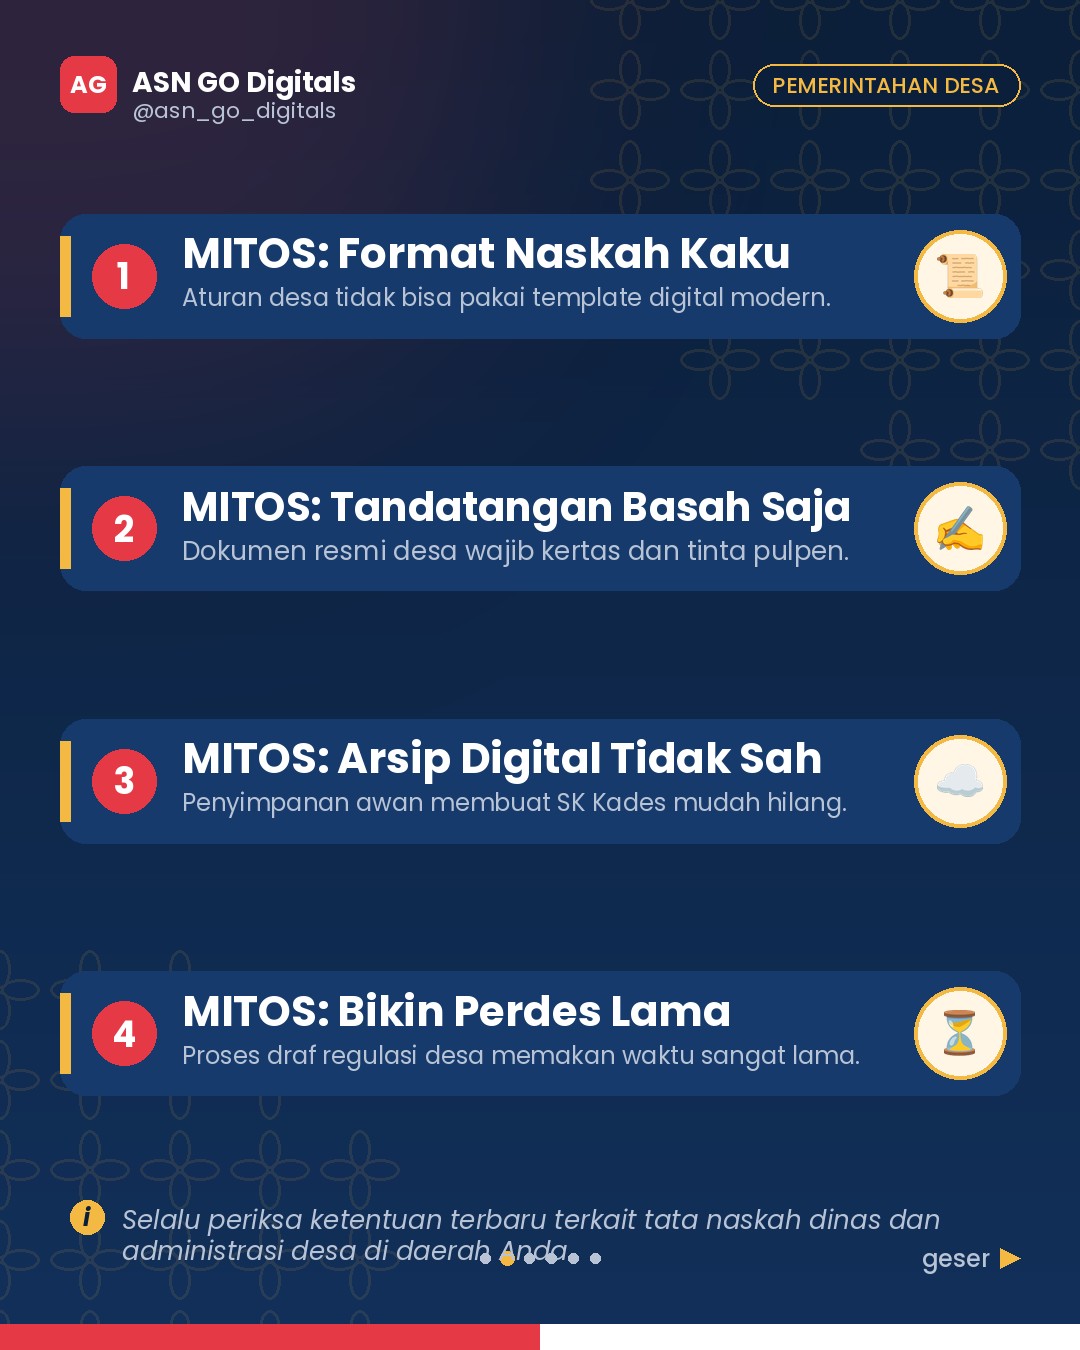 AG
ASN GO Digitals
@asn_go_digitals
PEMERINTAHAN DESA
1
MITOS: Format Naskah Kaku
Aturan desa tidak bisa pakai template digital modern.
2
MITOS: Tandatangan Basah Saja
Dokumen resmi desa wajib kertas dan tinta pulpen.
3
MITOS: Arsip Digital Tidak Sah
Penyimpanan awan membuat SK Kades mudah hilang.
4
MITOS: Bikin Perdes Lama
Proses draf regulasi desa memakan waktu sangat lama.
i
Selalu periksa ketentuan terbaru terkait tata naskah dinas dan
administrasi desa di daerah Anda.
geser